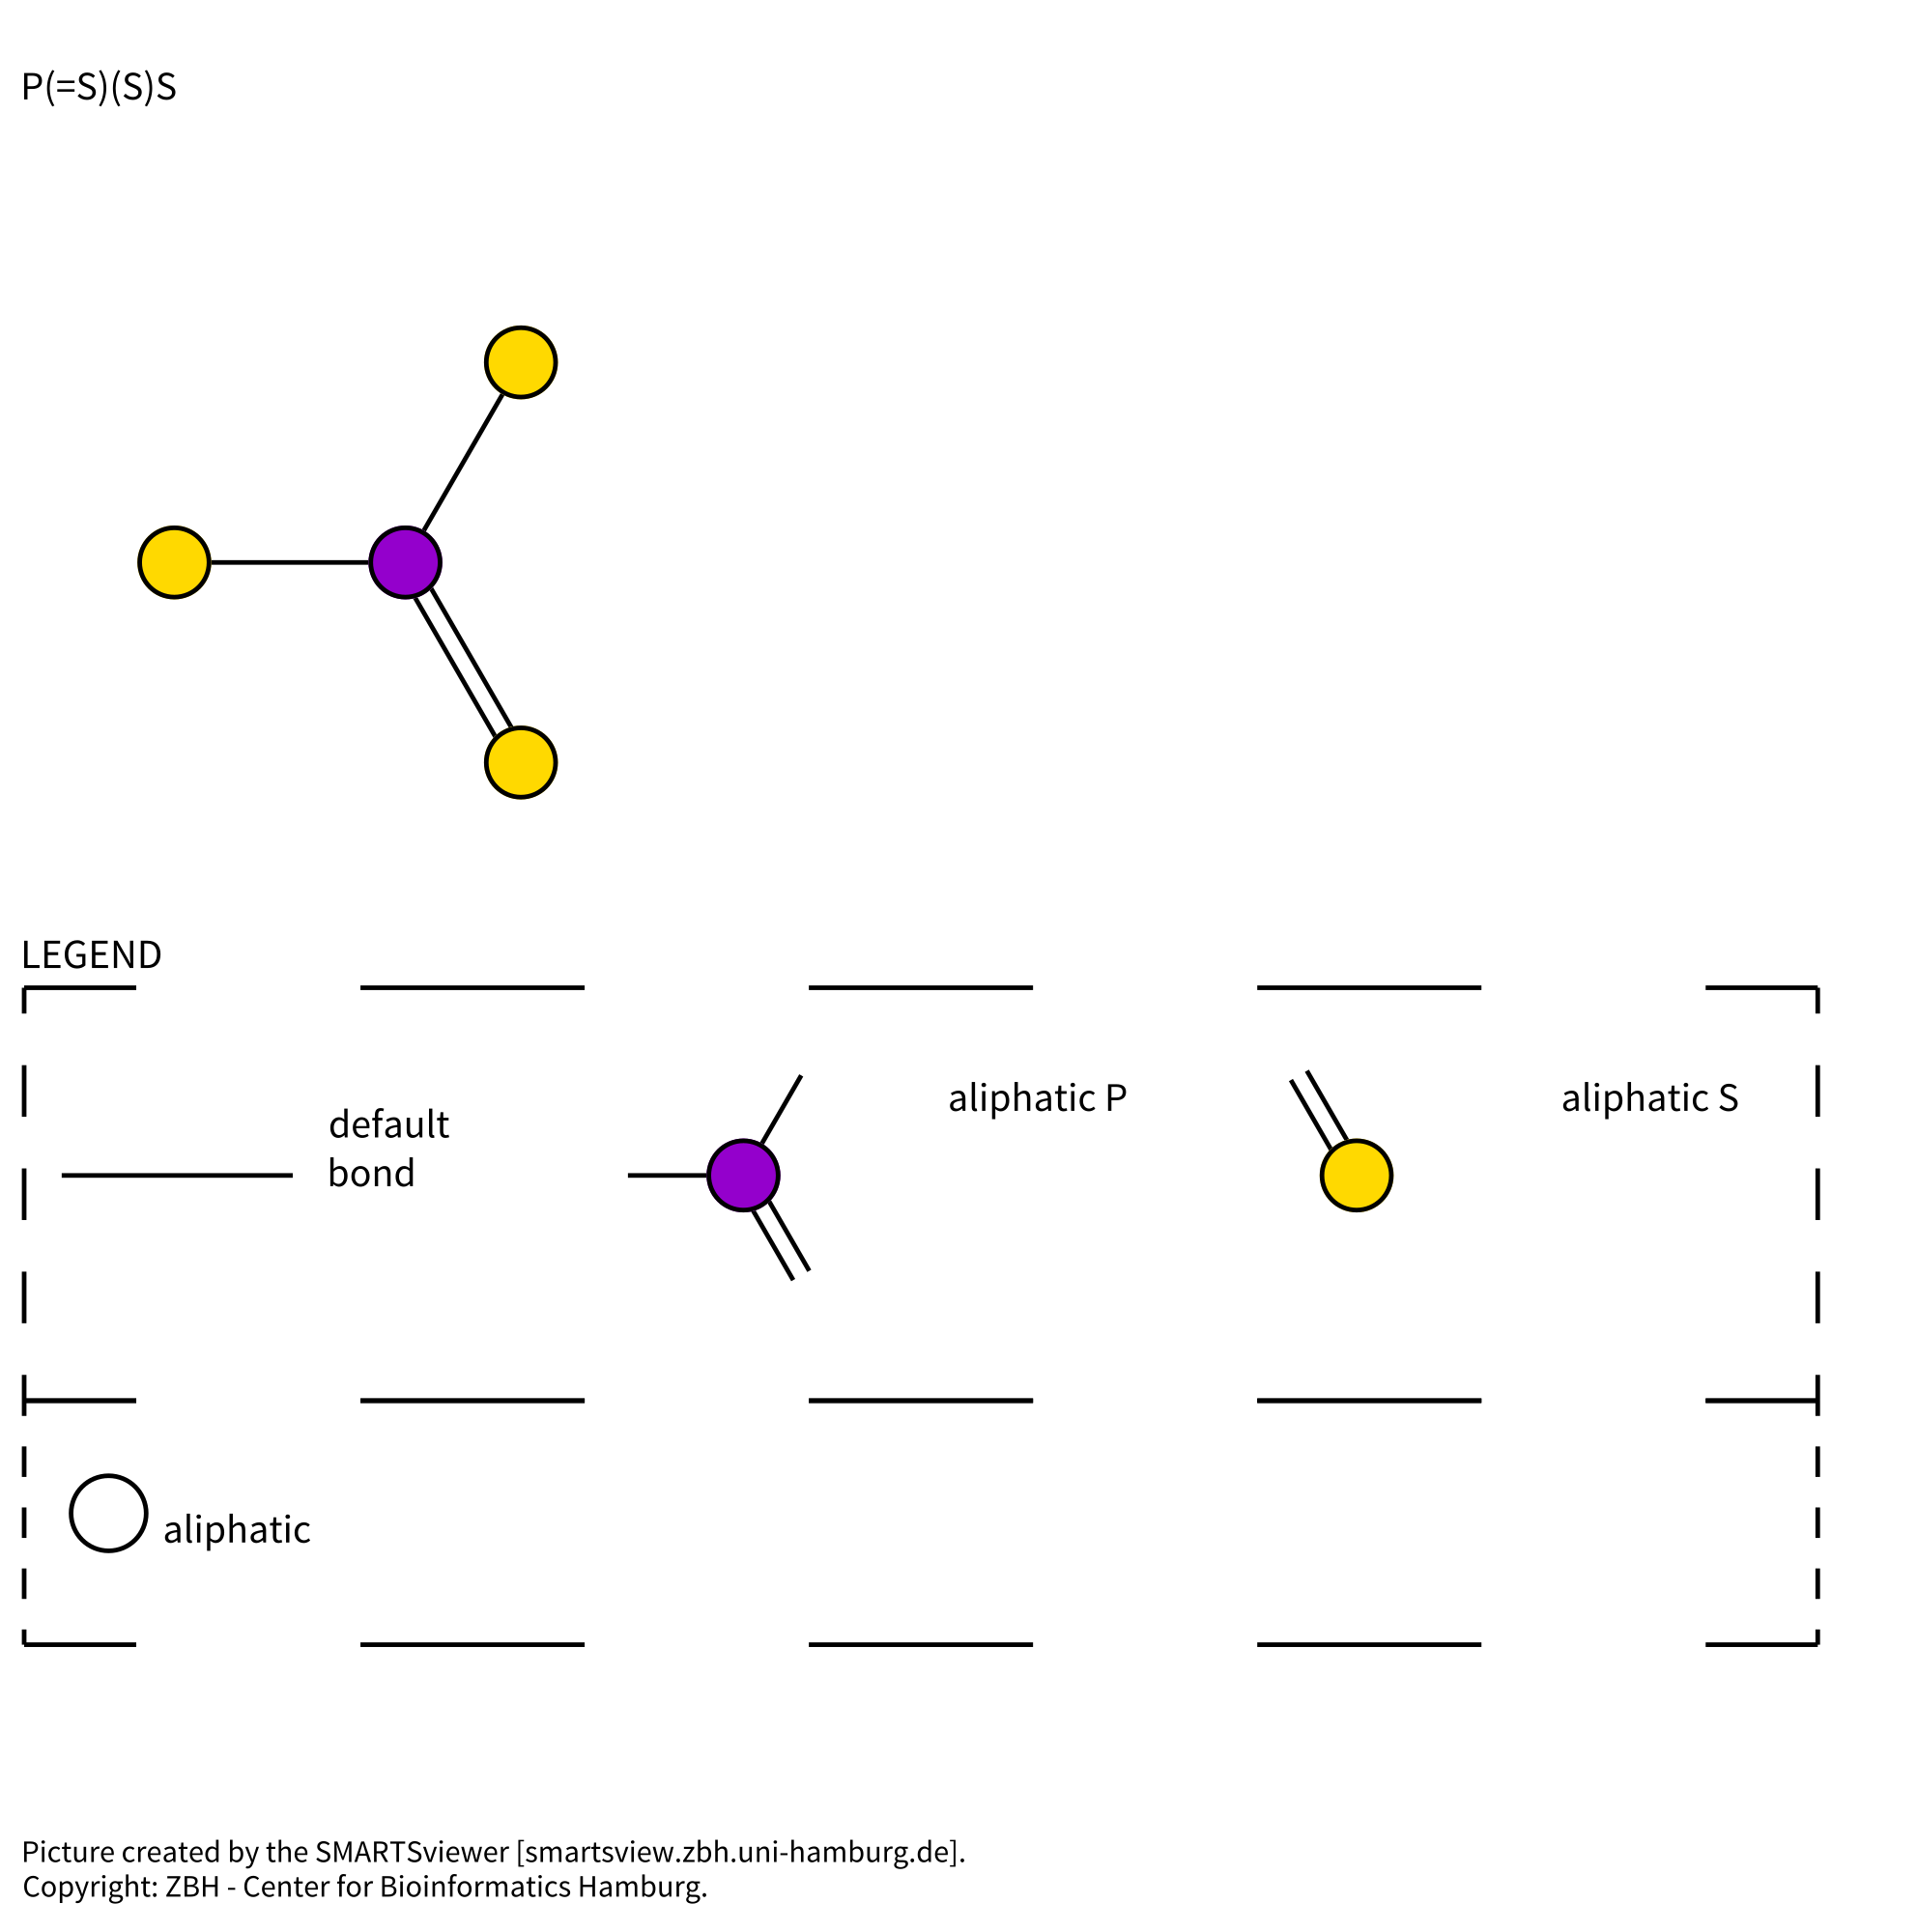 P(=S)(S)S
LEGEND
default
bond
aliphatic P
aliphatic S
aliphatic
Picture created by the SMARTSviewer [smartsview.zbh.uni-hamburg.de].
Copyright: ZBH - Center for Bioinformatics Hamburg.